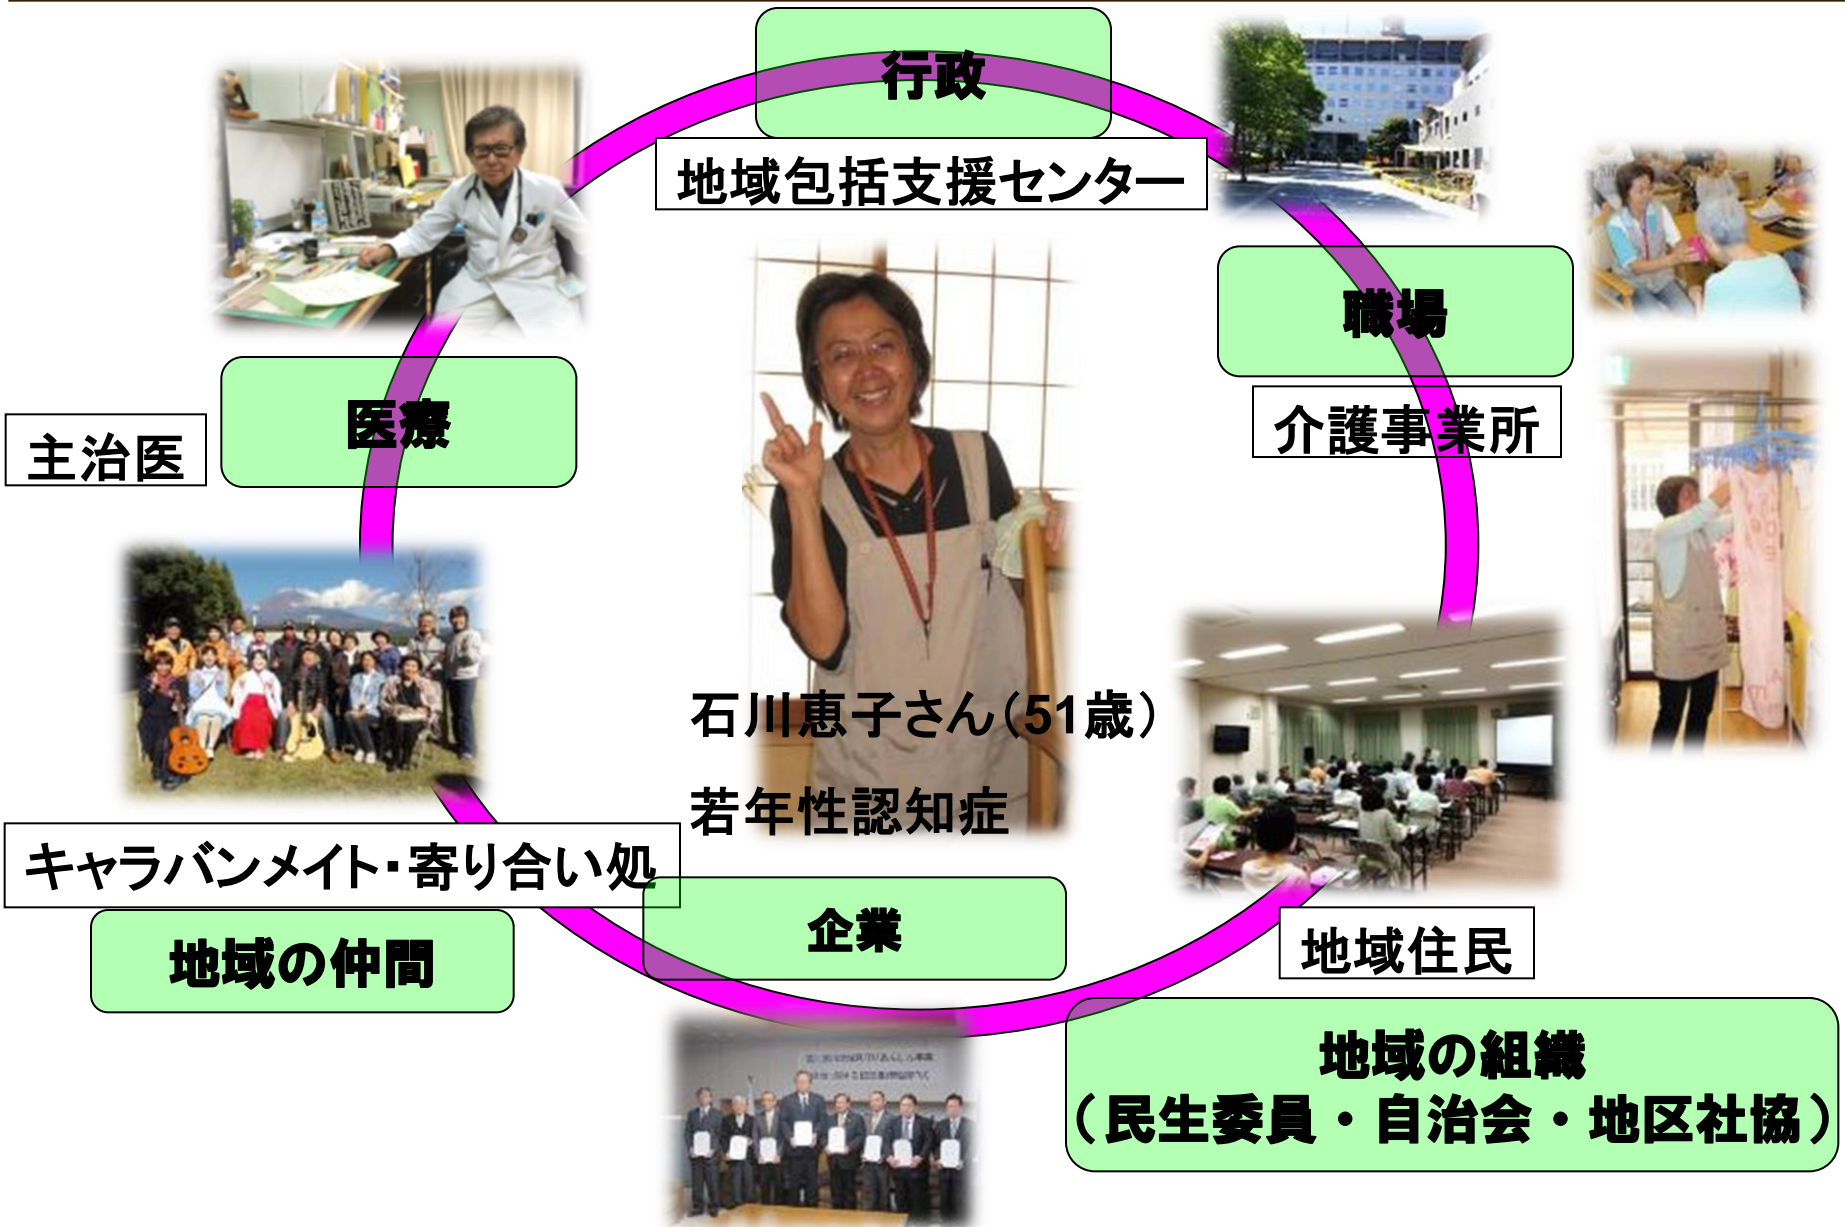 行政
地域包括支援センター
職場
介護事業所
医療
主治医
石川恵子さん（51歳）
若年性認知症
キャラバンメイト・寄り合い処
地域の仲間
企業
地域住民
地域の組織
（民生委員・自治会・地区社協）